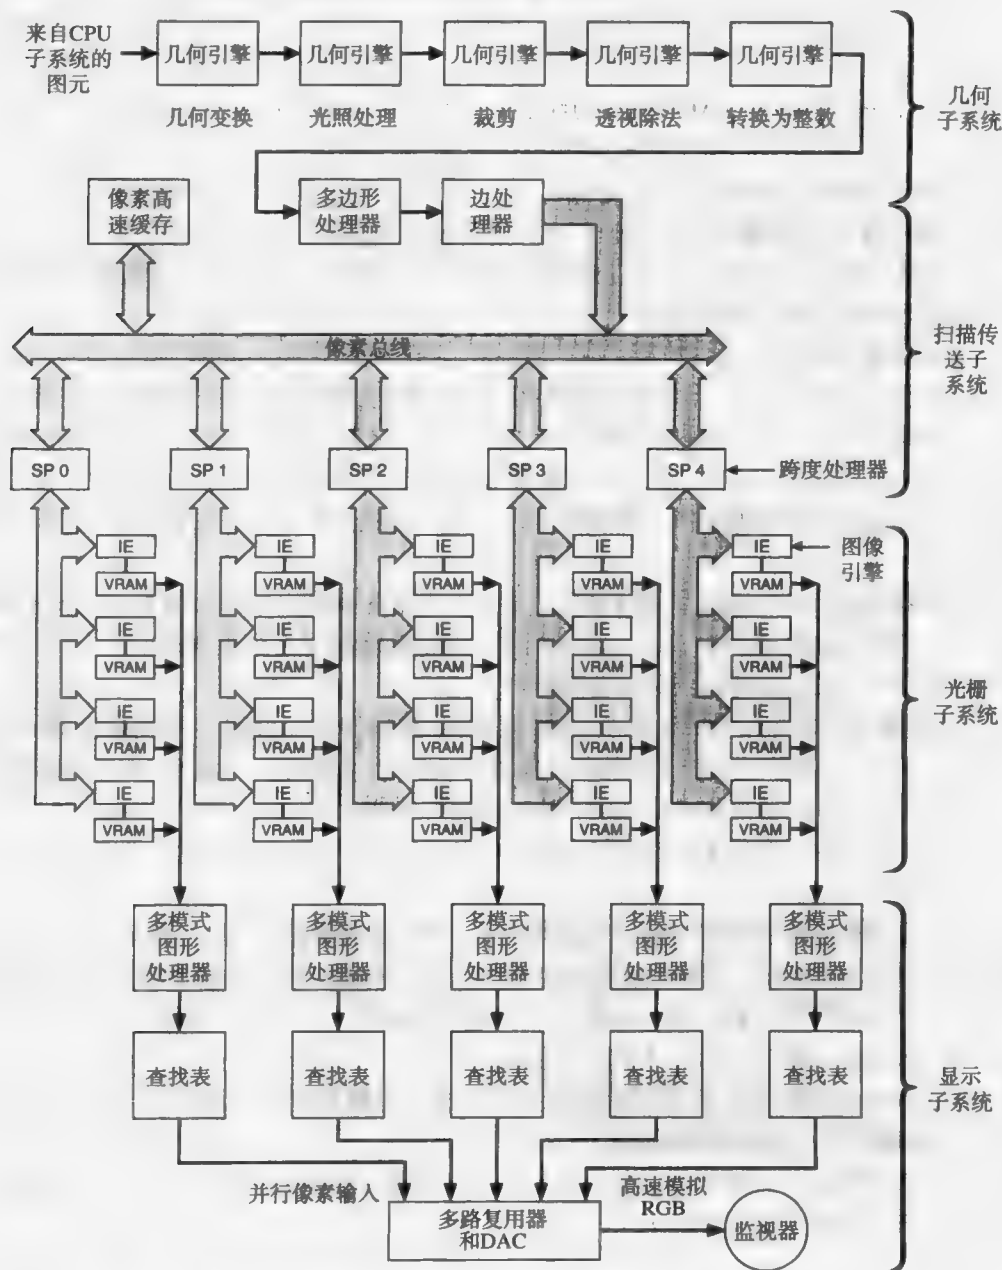 来自CPU
子系统的
图元
几何引擎
几何引擎
几何引擎
几何引擎
几何引擎
几何变换
光照处理
裁剪
透视除法
转换为整数
几何
子系统
像素高
速缓存
多边形
处理器
边处
理器
像素总线
扫描传
送子
系统
SP 0
SP 1
SP 2
SP 3
SP 4
跨度处理器
IE
IE
IE
IE
IE
图像
引擎
VRAM
VRAM
VRAM
VRAM
VRAM
IE
IE
IE
IE
IE
VRAM
VRAM
VRAM
VRAM
VRAM
IE
IE
IE
IE
IE
光栅
子系统
VRAM
VRAM
VRAM
VRAM
VRAM
IE
IE
IE
IE
IE
VRAM
VRAM
VRAM
VRAM
VRAM
多模式
图形
处理器
多模式
图形
处理器
多模式
图形
处理器
多模式
图形
处理器
多模式
图形
处理器
查找表
查找表
查找表
查找表
查找表
显示
子系统
并行像素输入
高速模拟
RGB
多路复用器
和DAC
监视器